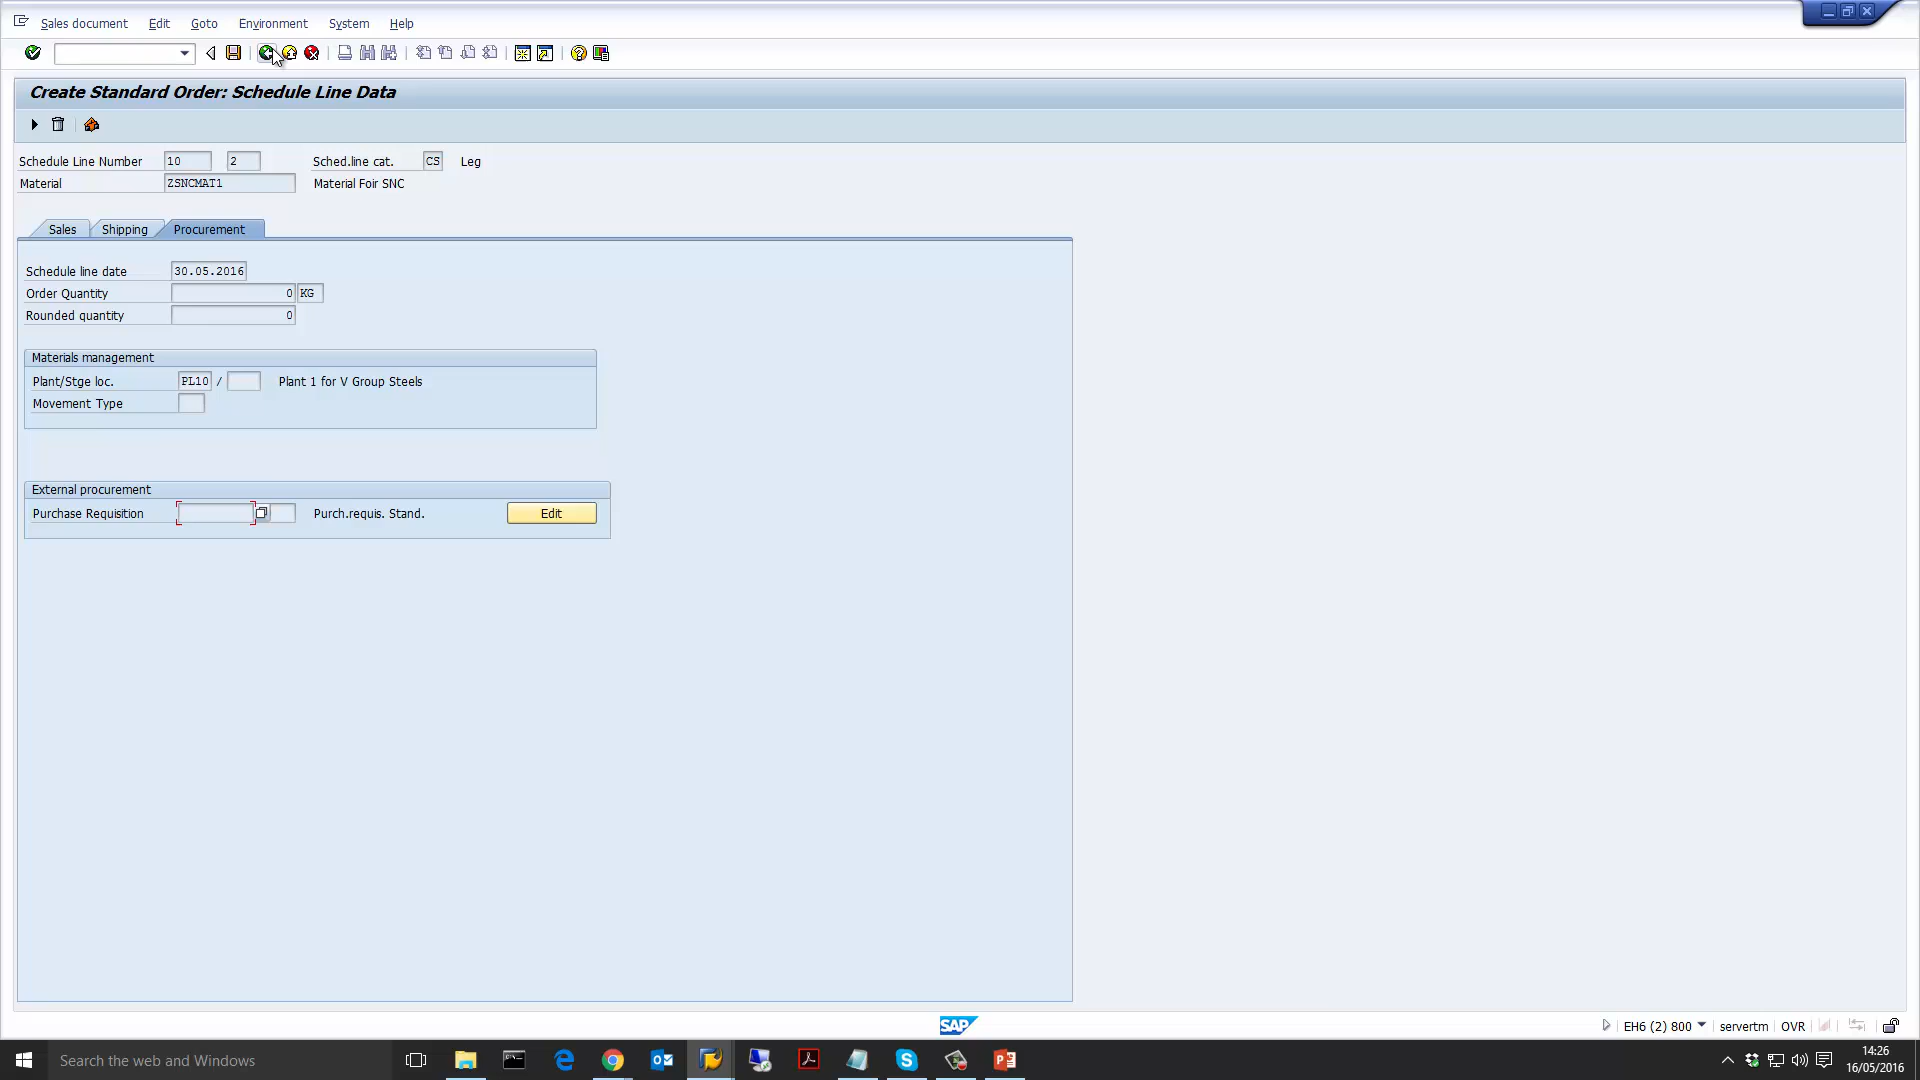 Sales document Edit Goto Environment System Help
Create Standard Order: Schedule Line Data
Schedule Line Number 10 2 Sched.line cat. CS Leg
Material ZSNCMAT1 Material Foir SNC
Sales Shipping Procurement
Schedule line date 30.05.2016
Order Quantity 0 KG
Rounded quantity 0
Materials management
Plant/Stge loc. PL10 / Plant 1 for V Group Steels
Movement Type
External procurement
Purchase Requisition Purch.requis. Stand. Edit
SAP
EH6 (2) 800 servertm OVR
Search the web and Windows
14:26
16/05/2016